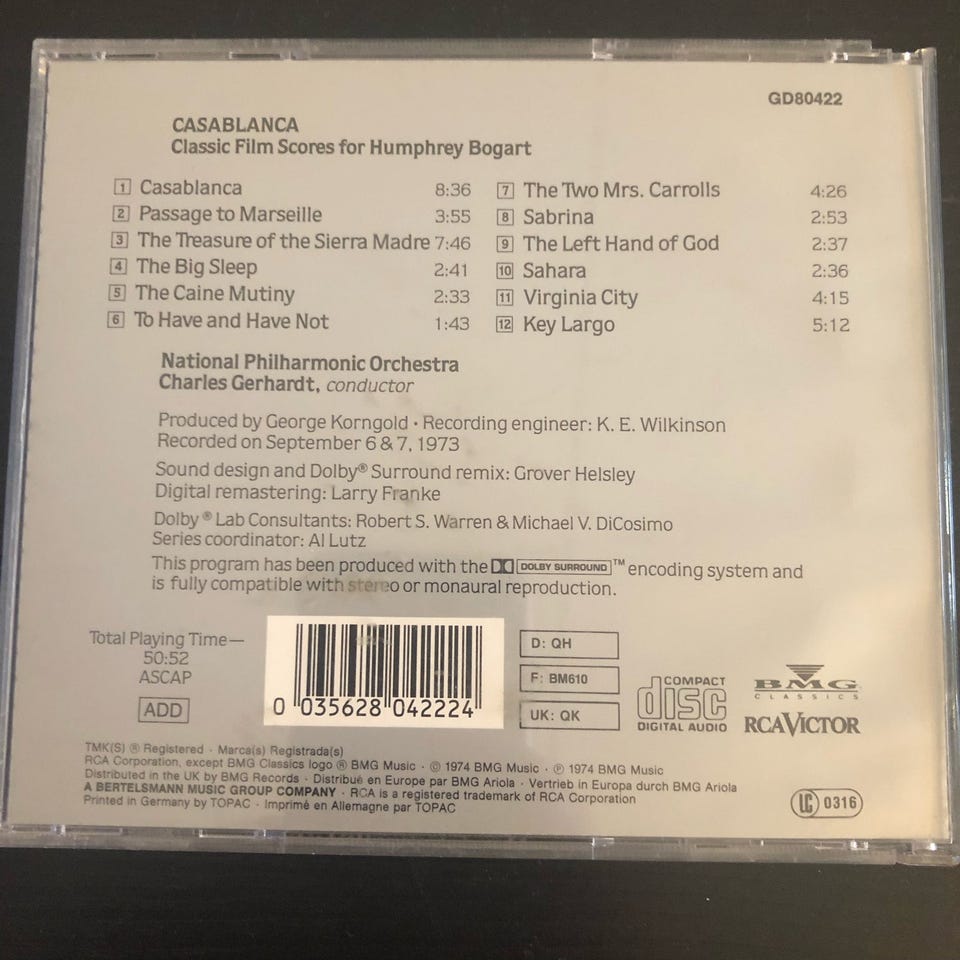 GD80422
CASABLANCA
Classic Film Scores for Humphrey Bogart
1 Casablanca 8:36
2 Passage to Marseille 3:55
3 The Treasure of the Sierra Madre 7:46
4 The Big Sleep 2:41
5 The Caine Mutiny 2:33
6 To Have and Have Not 1:43
7 The Two Mrs. Carrolls 4:26
8 Sabrina 2:53
9 The Left Hand of God 2:37
10 Sahara 2:36
11 Virginia City 4:15
12 Key Largo 5:12
National Philharmonic Orchestra
Charles Gerhardt, conductor
Produced by George Korngold · Recording engineer: K. E. Wilkinson
Recorded on September 6 & 7, 1973
Sound design and Dolby® Surround remix: Grover Helsley
Digital remastering: Larry Franke
Dolby® Lab Consultants: Robert S. Warren & Michael V. DiCosimo
Series coordinator: Al Lutz
This program has been produced with the DOLBY SURROUND™ encoding system and
is fully compatible with stereo or monaural reproduction.
Total Playing Time—
50:52
ASCAP
ADD
0 035628 042224
D: QH
F: BM610
UK: QK
COMPACT
disc
DIGITAL AUDIO
BMG
CLASSICS
RCA VICTOR
TMK(S) ® Registered · Marca(s) Registrada(s)
RCA Corporation, except BMG Classics logo ® BMG Music · © 1974 BMG Music · ℗ 1974 BMG Music
Distributed in the UK by BMG Records · Distribué en Europe par BMG Ariola · Vertrieb in Europa durch BMG Ariola
A BERTELSMANN MUSIC GROUP COMPANY · RCA is a registered trademark of RCA Corporation
Printed in Germany by TOPAC · Imprimé en Allemagne par TOPAC
LC 0316